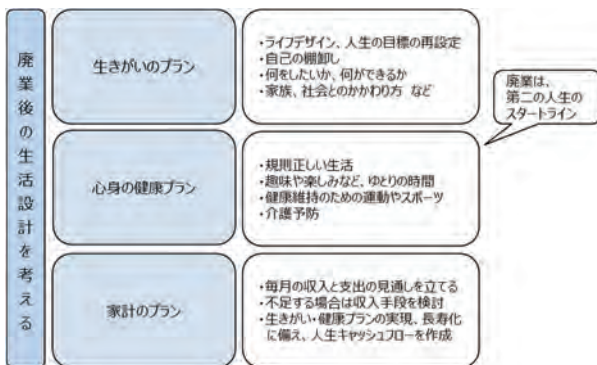 廃業後の生活設計を考える
生きがいのプラン
・ライフデザイン、人生の目標の再設定
・自己の棚卸し
・何をしたいか、何ができるか
・家族、社会とのかかわり方 など
廃業は、
第二の人生の
スタートライン
心身の健康プラン
・規則正しい生活
・趣味や楽しみなど、ゆとりの時間
・健康維持のための運動やスポーツ
・介護予防
家計のプラン
・毎月の収入と支出の見通しを立てる
・不足する場合は収入手段を検討
・生きがい・健康プランの実現、長寿化
に備え、人生キャッシュフローを作成